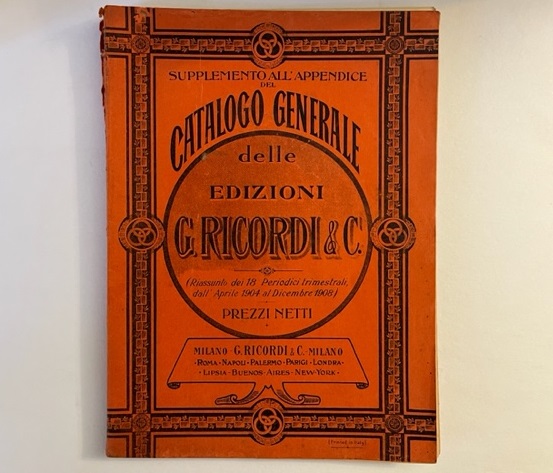 SUPPLEMENTO ALL'APPENDICE
DEL
CATALOGO GENERALE
delle
EDIZIONI
G. RICORDI & C.
(Riassunto dei 18 Periodici trimestrali,
dall' Aprile 1904 al Dicembre 1908)
PREZZI NETTI
MILANO - G. RICORDI & C. - MILANO
· ROMA - NAPOLI - PALERMO - PARIGI - LONDRA ·
· LIPSIA - BUENOS-AIRES - NEW-YORK ·